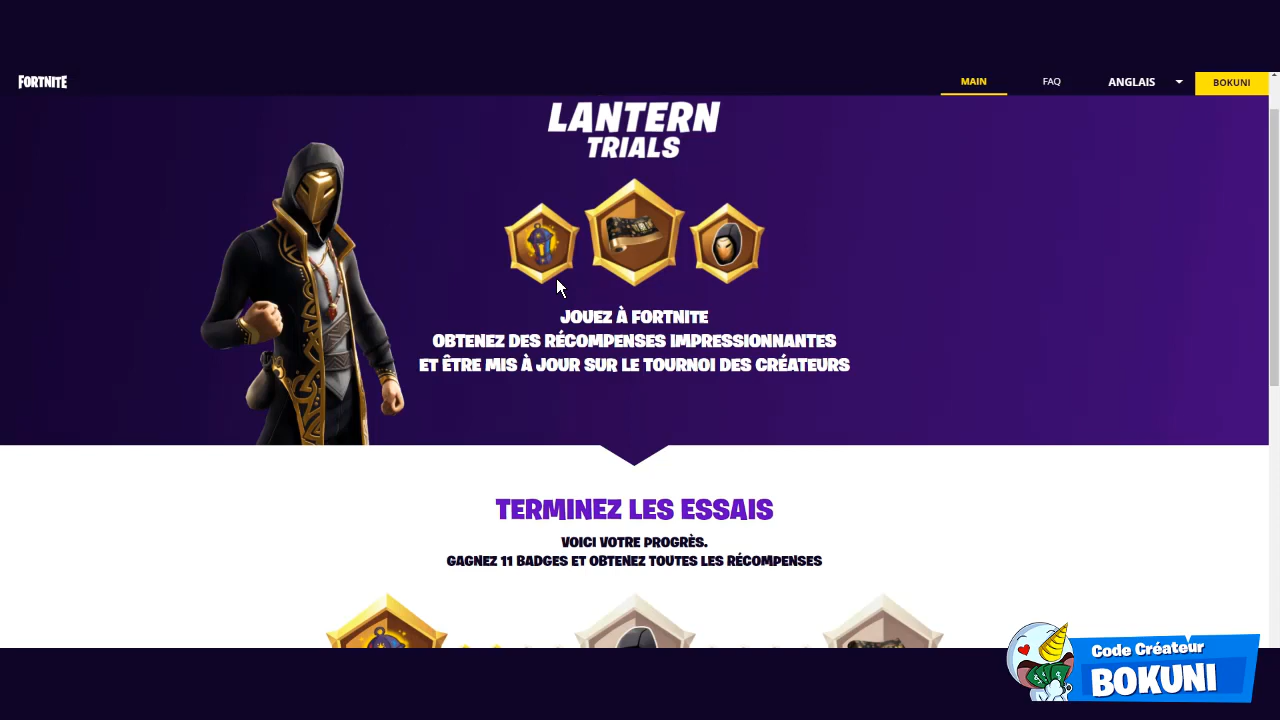 FORTNITE
MAIN
FAQ
ANGLAIS
BOKUNI
LANTERN
TRIALS
JOUEZ À FORTNITE
OBTENEZ DES RÉCOMPENSES IMPRESSIONNANTES
ET ÊTRE MIS À JOUR SUR LE TOURNOI DES CRÉATEURS
TERMINEZ LES ESSAIS
VOICI VOTRE PROGRÈS.
GAGNEZ 11 BADGES ET OBTENEZ TOUTES LES RÉCOMPENSES
Code Créateur
BOKUNI